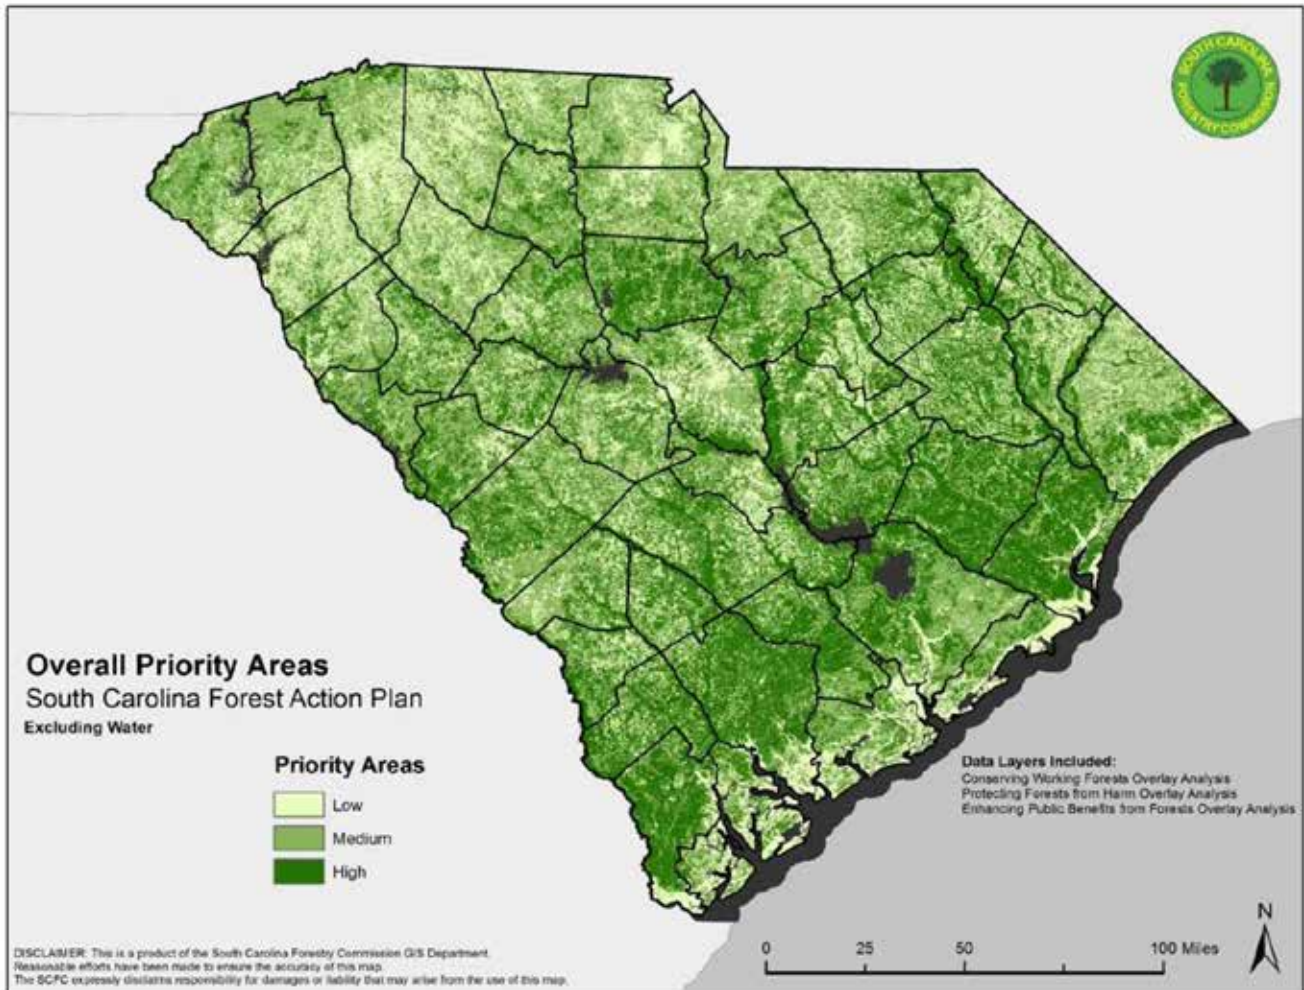 SOUTH CAROLINA
FORESTRY COMMISSION
Overall Priority Areas
South Carolina Forest Action Plan
Excluding Water
Priority Areas
Low
Medium
High
Data Layers Included:
Conserving Working Forests Overlay Analysis
Protecting Forests from Harm Overlay Analysis
Enhancing Public Benefits from Forests Overlay Analysis
N
0 25 50 100 Miles
DISCLAIMER: This is a product of the South Carolina Forestry Commission GIS Department.
Reasonable efforts have been made to ensure the accuracy of this map.
The SCFC expressly disclaims responsibility for damages or liability that may arise from the use of this map.